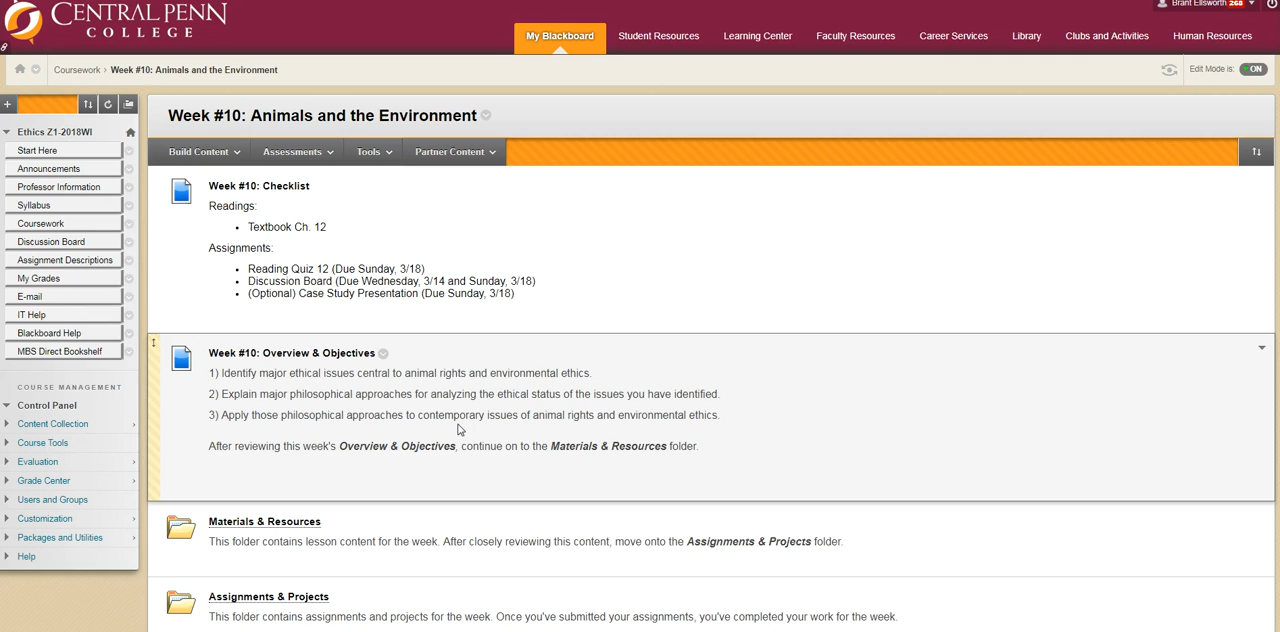 CENTRAL PENN
COLLEGE
Brant Ellsworth 268
My Blackboard
Student Resources
Learning Center
Faculty Resources
Career Services
Library
Clubs and Activities
Human Resources
Coursework › Week #10: Animals and the Environment
Edit Mode is: ON
Ethics Z1-2018WI
Start Here
Announcements
Professor Information
Syllabus
Coursework
Discussion Board
Assignment Descriptions
My Grades
E-mail
IT Help
Blackboard Help
MBS Direct Bookshelf
COURSE MANAGEMENT
Control Panel
Content Collection
Course Tools
Evaluation
Grade Center
Users and Groups
Customization
Packages and Utilities
Help
Week #10: Animals and the Environment
Build Content
Assessments
Tools
Partner Content
Week #10: Checklist
Readings:
• Textbook Ch. 12
Assignments:
• Reading Quiz 12 (Due Sunday, 3/18)
• Discussion Board (Due Wednesday, 3/14 and Sunday, 3/18)
• (Optional) Case Study Presentation (Due Sunday, 3/18)
Week #10: Overview & Objectives
1) Identify major ethical issues central to animal rights and environmental ethics.
2) Explain major philosophical approaches for analyzing the ethical status of the issues you have identified.
3) Apply those philosophical approaches to contemporary issues of animal rights and environmental ethics.
After reviewing this week's Overview & Objectives, continue on to the Materials & Resources folder.
Materials & Resources
This folder contains lesson content for the week. After closely reviewing this content, move onto the Assignments & Projects folder.
Assignments & Projects
This folder contains assignments and projects for the week. Once you've submitted your assignments, you've completed your work for the week.